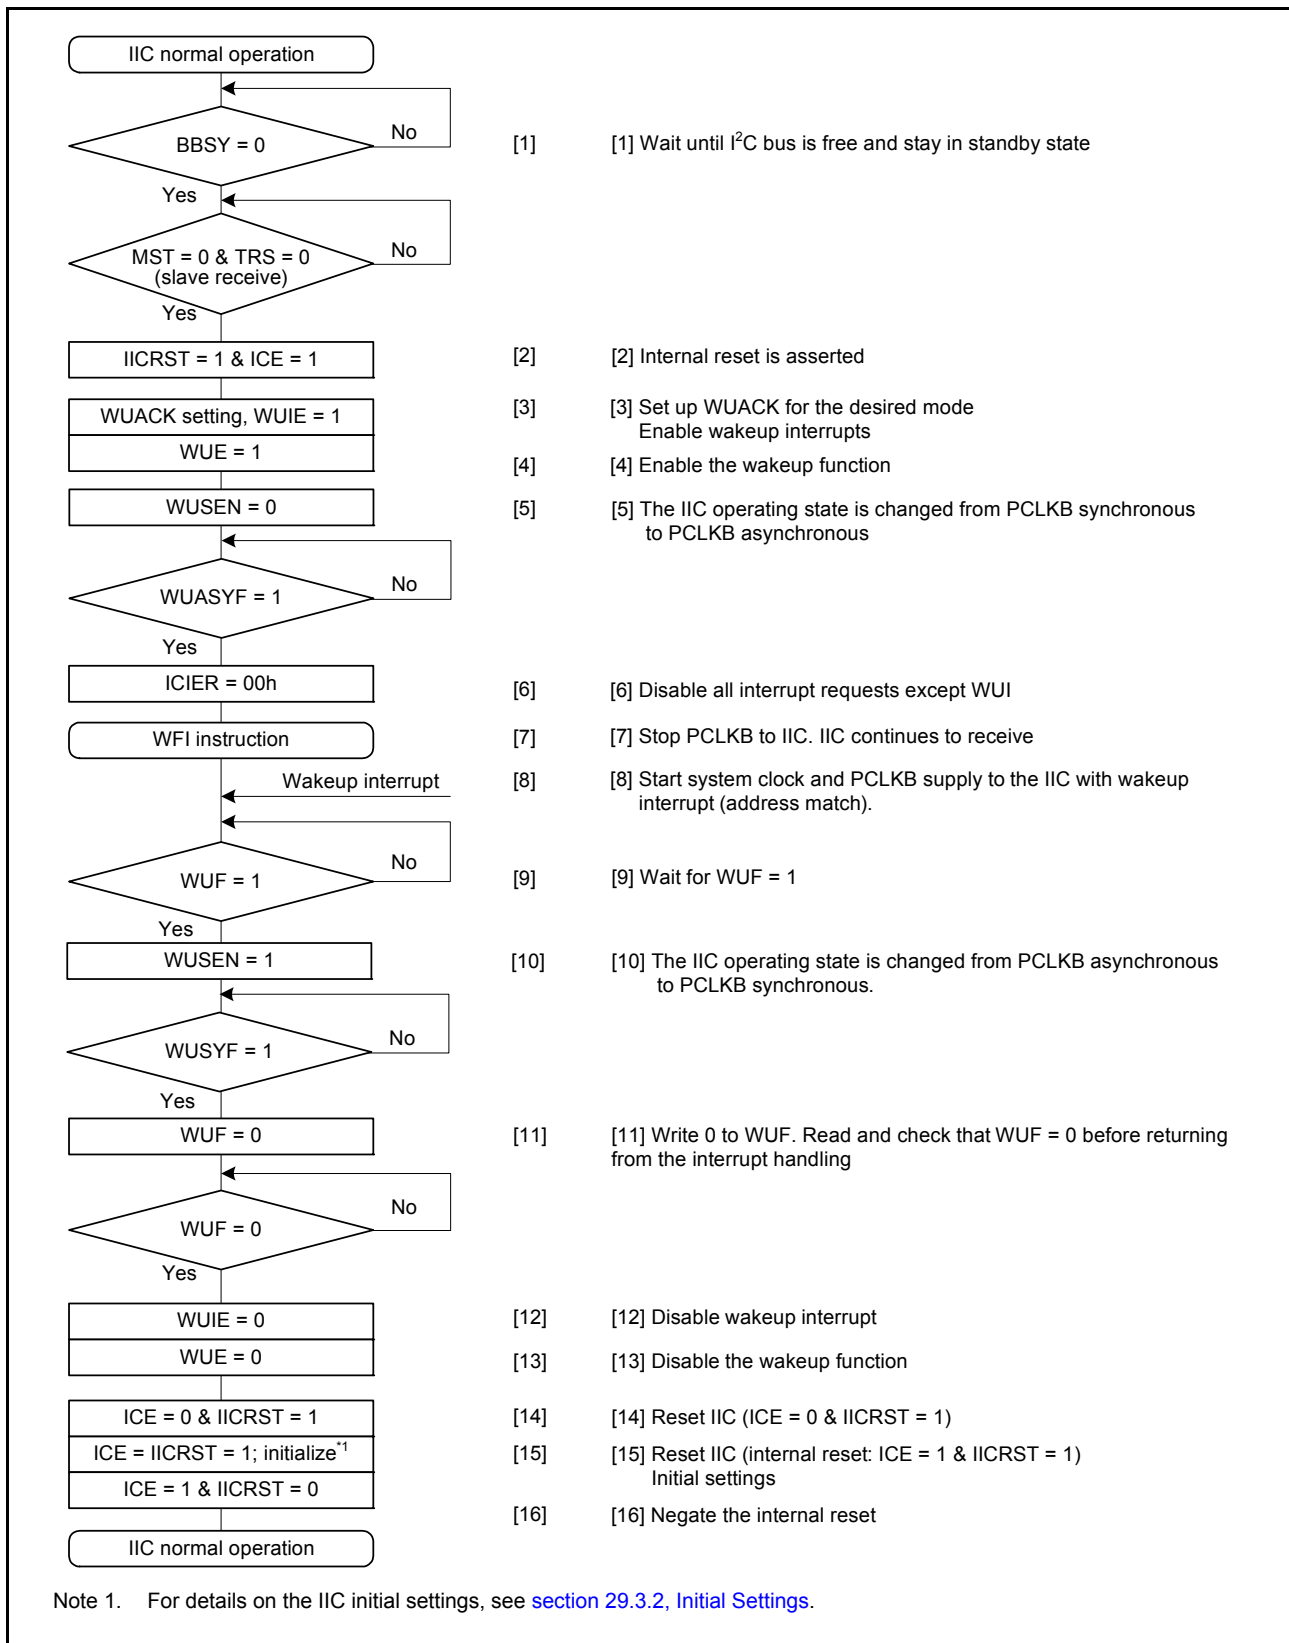 IIC normal operation
No
BBSY = 0
[1] [1] Wait until I²C bus is free and stay in standby state
Yes
No
MST = 0 & TRS = 0
(slave receive)
Yes
IICRST = 1 & ICE = 1
[2] [2] Internal reset is asserted
WUACK setting, WUIE = 1
[3] [3] Set up WUACK for the desired mode
Enable wakeup interrupts
WUE = 1
[4] [4] Enable the wakeup function
WUSEN = 0
[5] [5] The IIC operating state is changed from PCLKB synchronous
to PCLKB asynchronous
No
WUASYF = 1
Yes
ICIER = 00h
[6] [6] Disable all interrupt requests except WUI
WFI instruction
[7] [7] Stop PCLKB to IIC. IIC continues to receive
Wakeup interrupt
[8] [8] Start system clock and PCLKB supply to the IIC with wakeup
interrupt (address match).
No
WUF = 1
[9] [9] Wait for WUF = 1
Yes
WUSEN = 1
[10] [10] The IIC operating state is changed from PCLKB asynchronous
to PCLKB synchronous.
No
WUSYF = 1
Yes
WUF = 0
[11] [11] Write 0 to WUF. Read and check that WUF = 0 before returning
from the interrupt handling
No
WUF = 0
Yes
WUIE = 0
[12] [12] Disable wakeup interrupt
WUE = 0
[13] [13] Disable the wakeup function
ICE = 0 & IICRST = 1
[14] [14] Reset IIC (ICE = 0 & IICRST = 1)
ICE = IICRST = 1; initialize*1
[15] [15] Reset IIC (internal reset: ICE = 1 & IICRST = 1)
Initial settings
ICE = 1 & IICRST = 0
[16] [16] Negate the internal reset
IIC normal operation
Note 1. For details on the IIC initial settings, see section 29.3.2, Initial Settings.